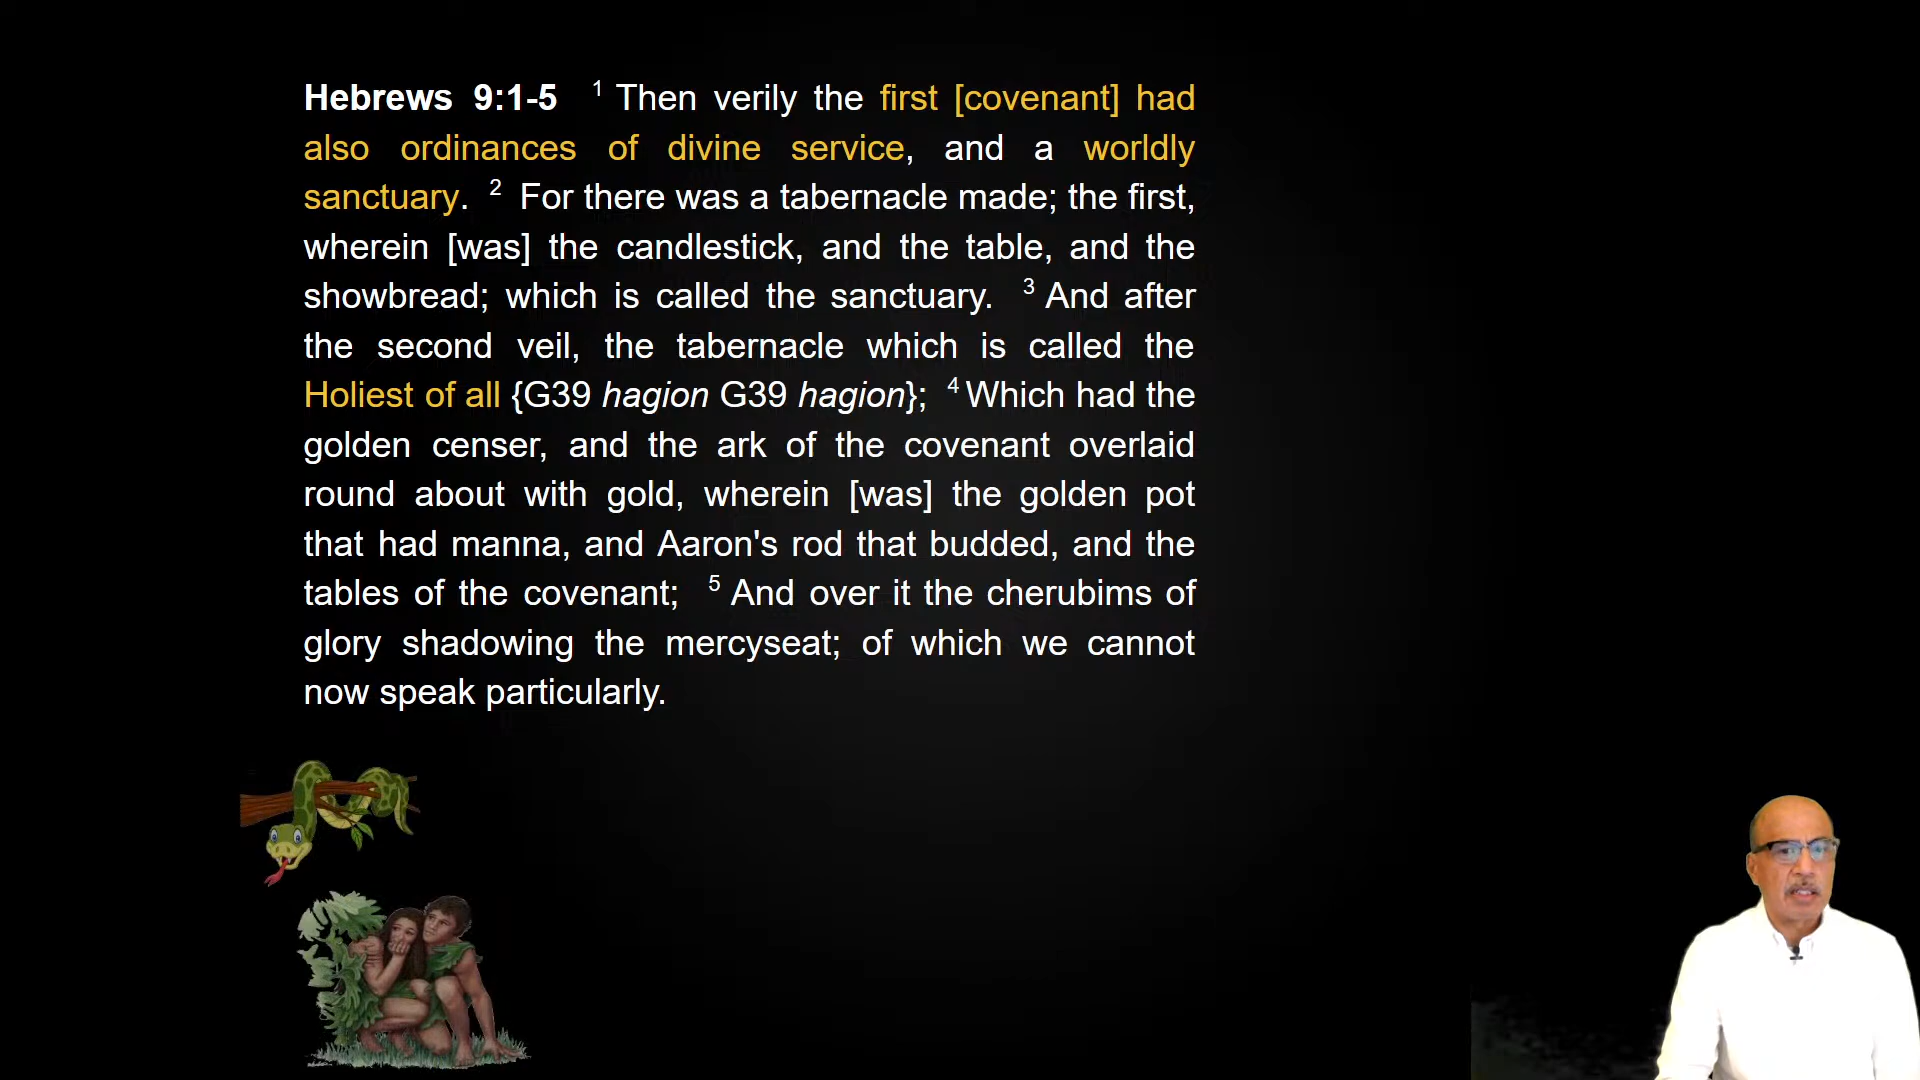 Hebrews 9:1-5 1 Then verily the first [covenant] had
also ordinances of divine service, and a worldly
sanctuary. 2 For there was a tabernacle made; the first,
wherein [was] the candlestick, and the table, and the
showbread; which is called the sanctuary. 3 And after
the second veil, the tabernacle which is called the
Holiest of all {G39 hagion G39 hagion}; 4 Which had the
golden censer, and the ark of the covenant overlaid
round about with gold, wherein [was] the golden pot
that had manna, and Aaron's rod that budded, and the
tables of the covenant; 5 And over it the cherubims of
glory shadowing the mercyseat; of which we cannot
now speak particularly.